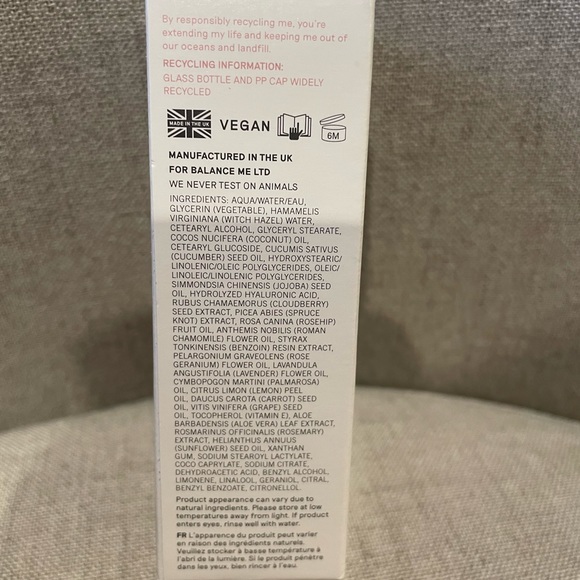 By responsibly recycling me, you're
extending my life and keeping me out of
our oceans and landfill.
RECYCLING INFORMATION:
GLASS BOTTLE AND PP CAP WIDELY
RECYCLED
MADE IN THE UK
VEGAN
6M
MANUFACTURED IN THE UK
FOR BALANCE ME LTD
WE NEVER TEST ON ANIMALS
INGREDIENTS: AQUA/WATER/EAU,
GLYCERIN (VEGETABLE), HAMAMELIS
VIRGINIANA (WITCH HAZEL) WATER,
CETEARYL ALCOHOL, GLYCERYL STEARATE,
COCOS NUCIFERA (COCONUT) OIL,
CETEARYL GLUCOSIDE, CUCUMIS SATIVUS
(CUCUMBER) SEED OIL, HYDROXYSTEARIC/
LINOLENIC/OLEIC POLYGLYCERIDES, OLEIC/
LINOLEIC/LINOLENIC POLYGLYCERIDES,
SIMMONDSIA CHINENSIS (JOJOBA) SEED
OIL, HYDROLYZED HYALURONIC ACID,
RUBUS CHAMAEMORUS (CLOUDBERRY)
SEED EXTRACT, PICEA ABIES (SPRUCE
KNOT) EXTRACT, ROSA CANINA (ROSEHIP)
FRUIT OIL, ANTHEMIS NOBILIS (ROMAN
CHAMOMILE) FLOWER OIL, STYRAX
TONKINENSIS (BENZOIN) RESIN EXTRACT,
PELARGONIUM GRAVEOLENS (ROSE
GERANIUM) FLOWER OIL, LAVANDULA
ANGUSTIFOLIA (LAVENDER) FLOWER OIL,
CYMBOPOGON MARTINI (PALMAROSA)
OIL, CITRUS LIMON (LEMON) PEEL
OIL, DAUCUS CAROTA (CARROT) SEED
OIL, VITIS VINIFERA (GRAPE) SEED
OIL, TOCOPHEROL (VITAMIN E), ALOE
BARBADENSIS (ALOE VERA) LEAF EXTRACT,
ROSMARINUS OFFICINALIS (ROSEMARY)
EXTRACT, HELIANTHUS ANNUUS
(SUNFLOWER) SEED OIL, XANTHAN
GUM, SODIUM STEAROYL LACTYLATE,
COCO CAPRYLATE, SODIUM CITRATE,
DEHYDROACETIC ACID, BENZYL ALCOHOL,
LIMONENE, LINALOOL, GERANIOL, CITRAL,
BENZYL BENZOATE, CITRONELLOL.
Product appearance can vary due to
natural ingredients. Please store at low
temperatures away from light. If product
enters eyes, rinse well with water.
FR L'apparence du produit peut varier
en raison des ingrédients naturels.
Veuillez stocker à basse température à
l'abri de la lumière. Si le produit pénètre
dans les yeux, bien rincer à l'eau.